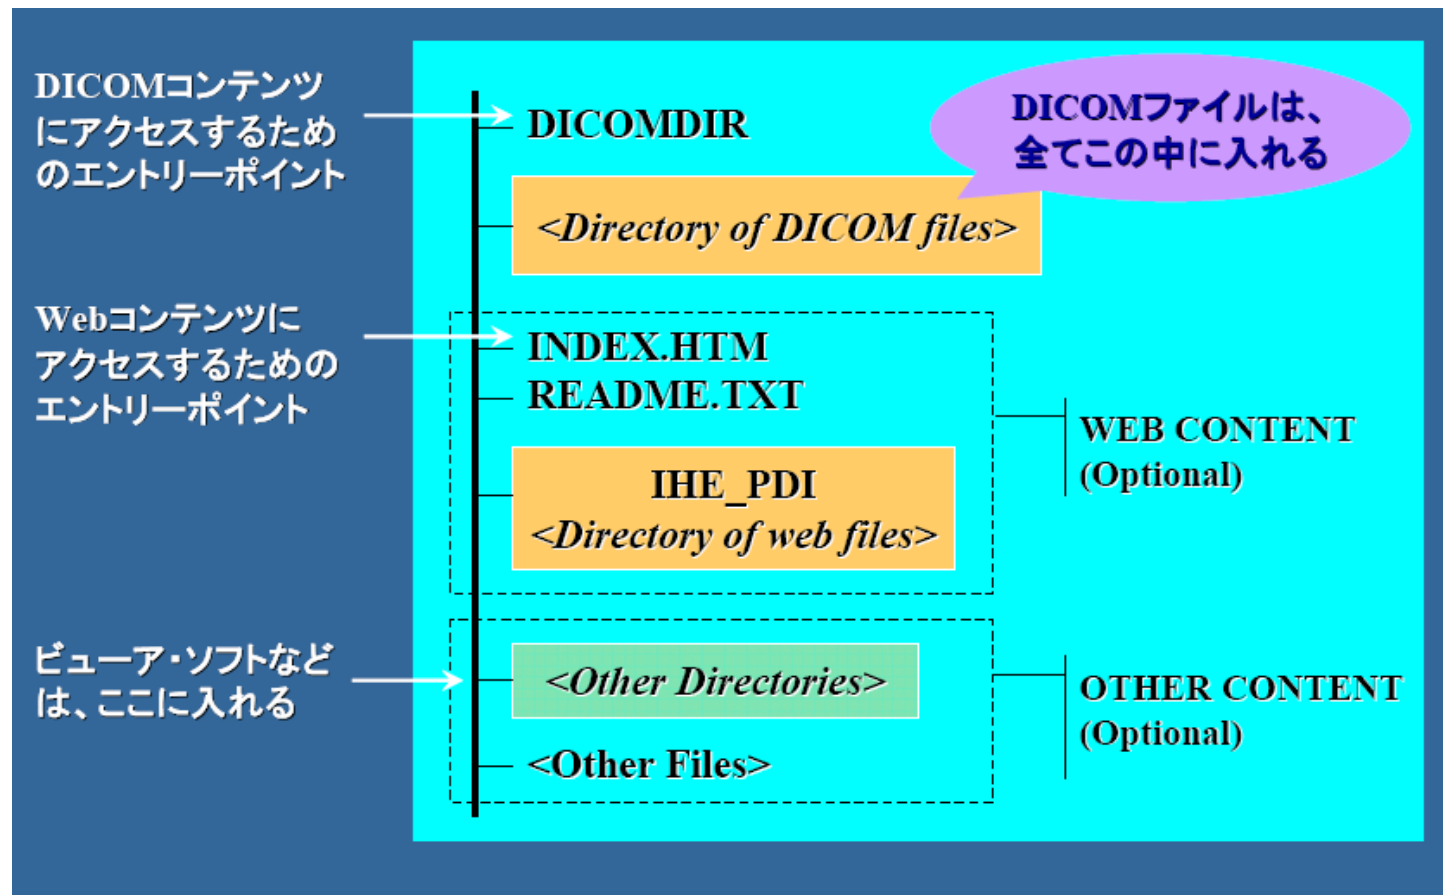 DICOMコンテンツ
にアクセスするため
のエントリーポイント
DICOMDIR
DICOMファイルは、
全てこの中に入れる
<Directory of DICOM files>
Webコンテンツに
アクセスするための
エントリーポイント
INDEX.HTM
README.TXT
IHE_PDI
<Directory of web files>
WEB CONTENT
(Optional)
ビューア・ソフトなど
は、ここに入れる
<Other Directories>
<Other Files>
OTHER CONTENT
(Optional)